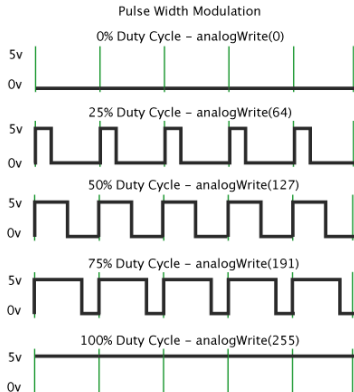 Pulse Width Modulation
0% Duty Cycle – analogWrite(0)
5v
0v
25% Duty Cycle – analogWrite(64)
5v
0v
50% Duty Cycle – analogWrite(127)
5v
0v
75% Duty Cycle – analogWrite(191)
5v
0v
100% Duty Cycle – analogWrite(255)
5v
0v